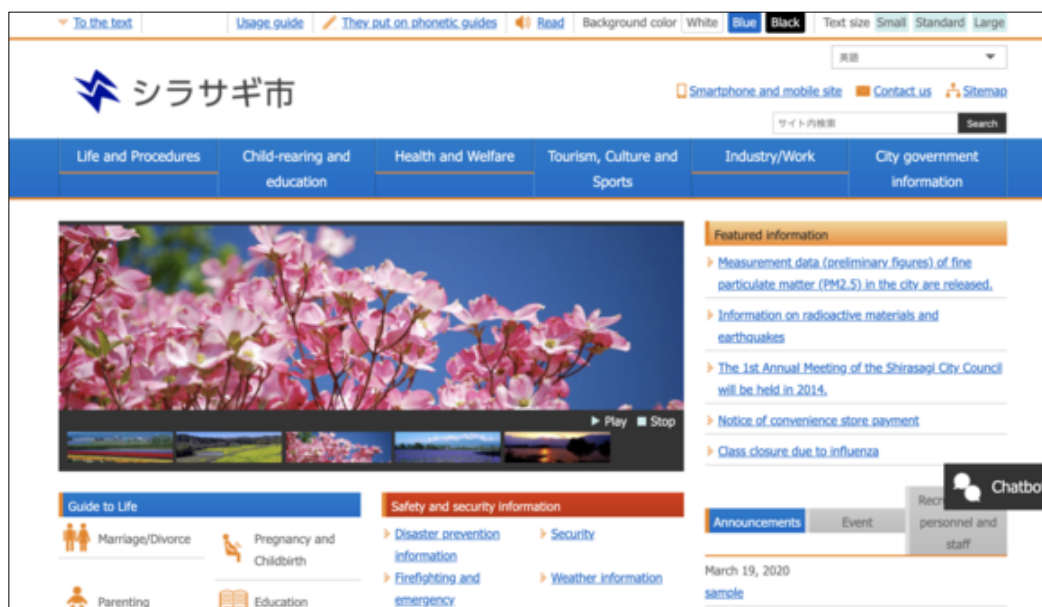 To the text
Usage guide
They put on phonetic guides
Read
Background color
White
Blue
Black
Text size
Small
Standard
Large
英語
シラサギ市
Smartphone and mobile site
Contact us
Sitemap
サイト内検索
Search
Life and Procedures
Child-rearing and
education
Health and Welfare
Tourism, Culture and
Sports
Industry/Work
City government
information
Play
Stop
Featured information
Measurement data (preliminary figures) of fine
particulate matter (PM2.5) in the city are released.
Information on radioactive materials and
earthquakes
The 1st Annual Meeting of the Shirasagi City Council
will be held in 2014.
Notice of convenience store payment
Class closure due to influenza
Guide to Life
Marriage/Divorce
Pregnancy and
Childbirth
Parenting
Education
Safety and security information
Disaster prevention
information
Security
Firefighting and
emergency
Weather information
Announcements
Event
personnel and
staff
March 19, 2020
sample